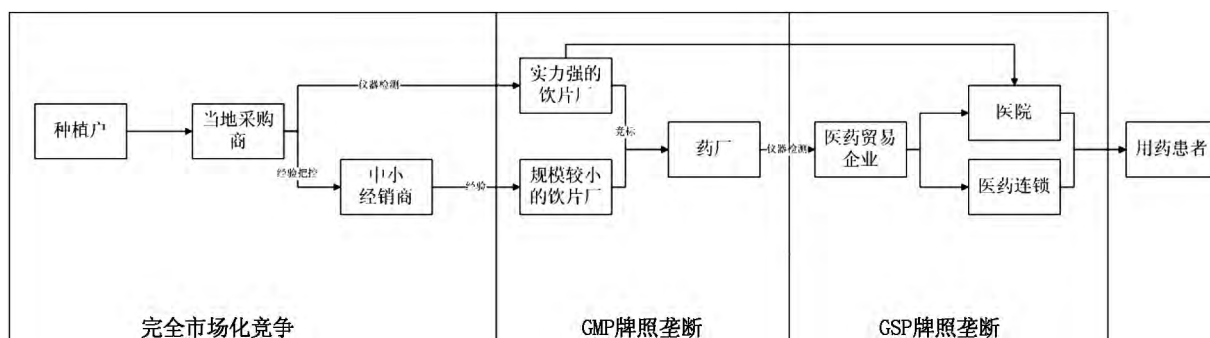 种植户
当地采购
商
仪器检测
经验把控
中小
经销商
经验
实力强的
饮片厂
规模较小
的饮片厂
竞标
药厂
仪器检测
医药贸易
企业
医院
医药连锁
用药患者
完全市场化竞争
GMP牌照垄断
GSP牌照垄断